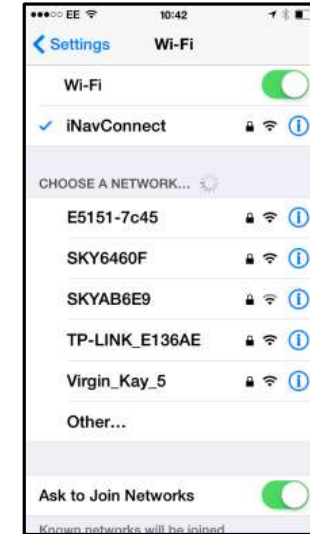 EE 10:42
Settings Wi-Fi
Wi-Fi
iNavConnect
CHOOSE A NETWORK...
E5151-7c45
SKY6460F
SKYAB6E9
TP-LINK_E136AE
Virgin_Kay_5
Other...
Ask to Join Networks
Known networks will be joined